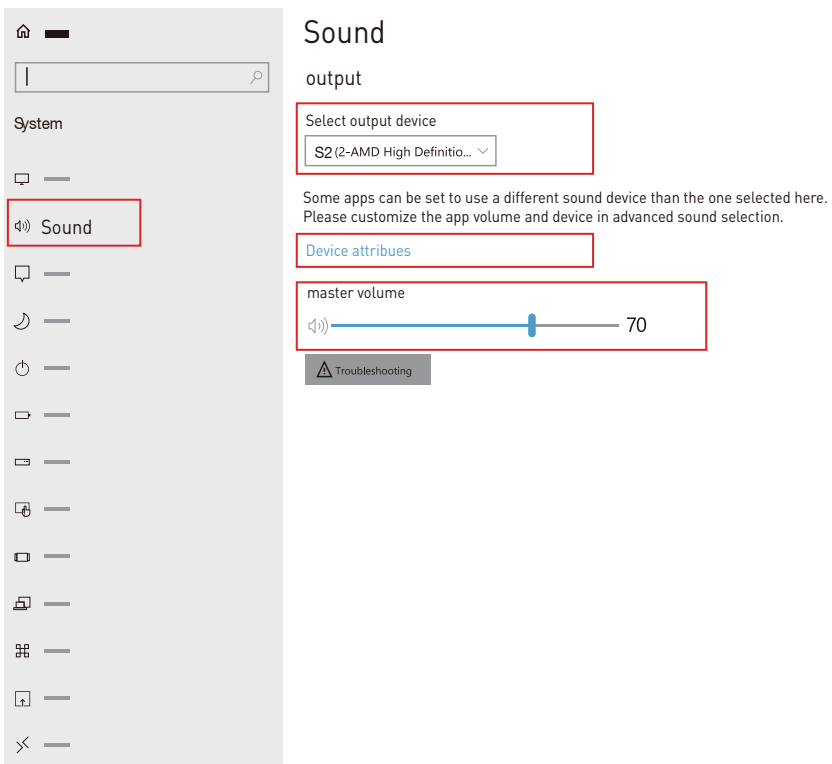 Sound
output
System
Select output device
S2 (2-AMD High Definitio...
Sound
Some apps can be set to use a different sound device than the one selected here.
Please customize the app volume and device in advanced sound selection.
Device attribues
master volume
70
Troubleshooting